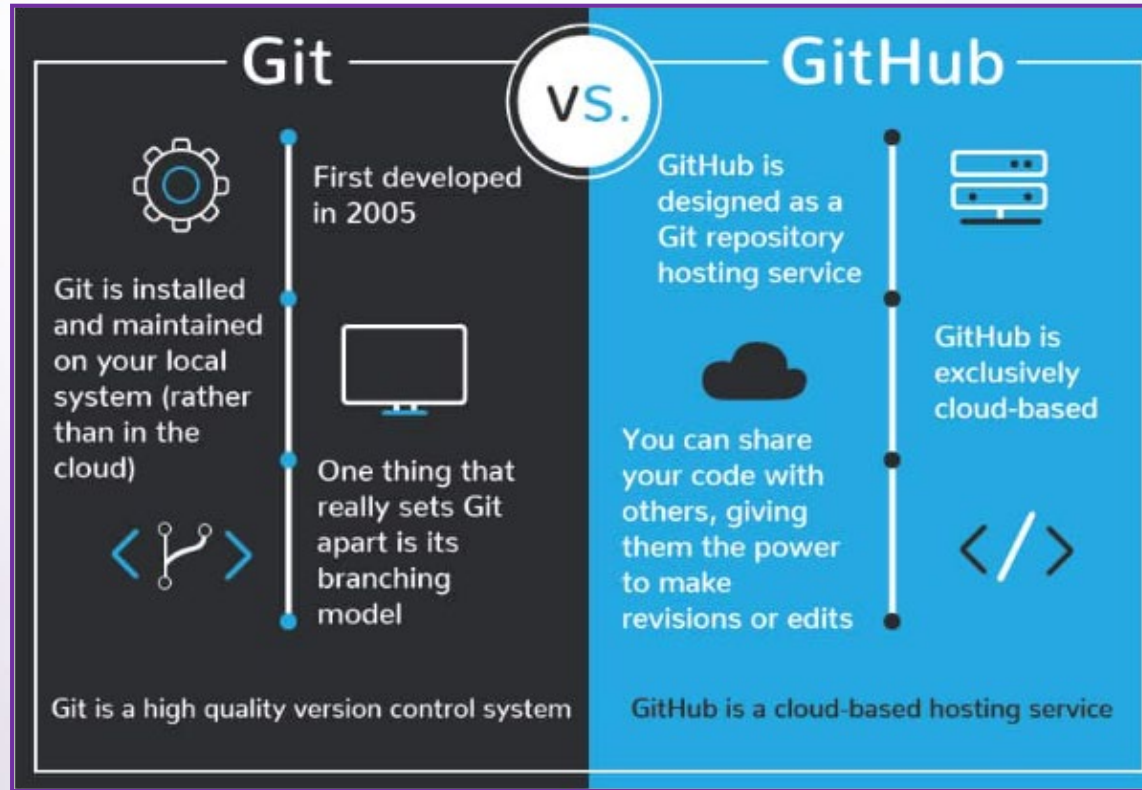 Git
vs.
GitHub
First developed
in 2005
Git is installed
and maintained
on your local
system (rather
than in the
cloud)
One thing that
really sets Git
apart is its
branching
model
Git is a high quality version control system
GitHub is
designed as a
Git repository
hosting service
GitHub is
exclusively
cloud-based
You can share
your code with
others, giving
them the power
to make
revisions or edits
GitHub is a cloud-based hosting service